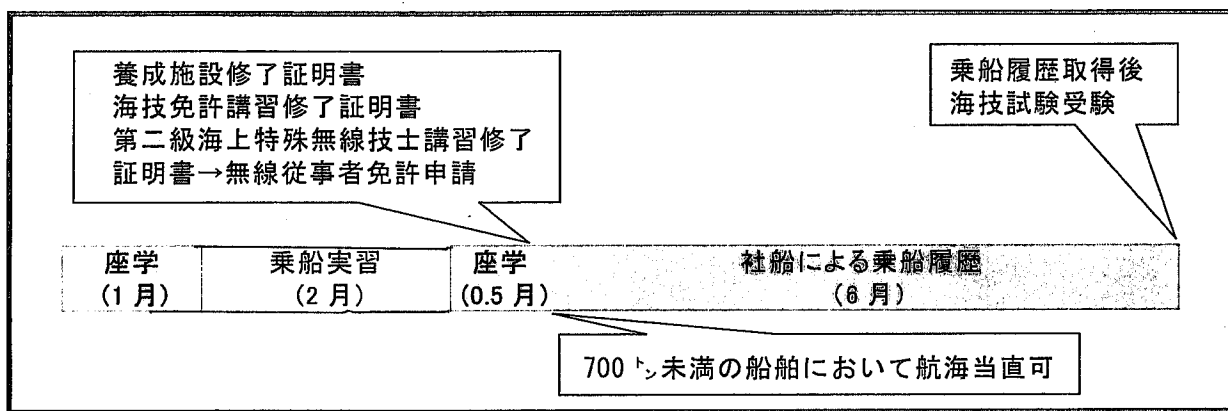 養成施設修了証明書
海技免許講習修了証明書
第二級海上特殊無線技士講習修了
証明書→無線従事者免許申請
乗船履歴取得後
海技試験受験
座学
(1 月)
乗船実習
(2 月)
座学
(0.5 月)
社船による乗船履歴
(6 月)
700 ㌧未満の船舶において航海当直可